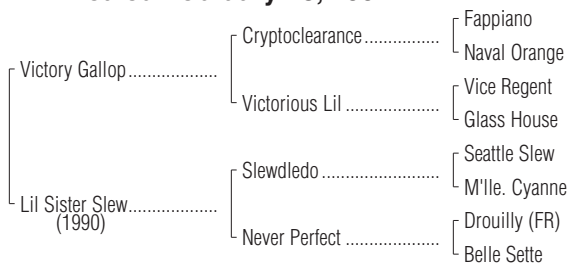 Fappiano
Cryptoclearance
Naval Orange
Victory Gallop
Vice Regent
Victorious Lil
Glass House
Seattle Slew
Slewdledo
M'lle. Cyanne
Lil Sister Slew
(1990)
Drouilly (FR)
Never Perfect
Belle Sette